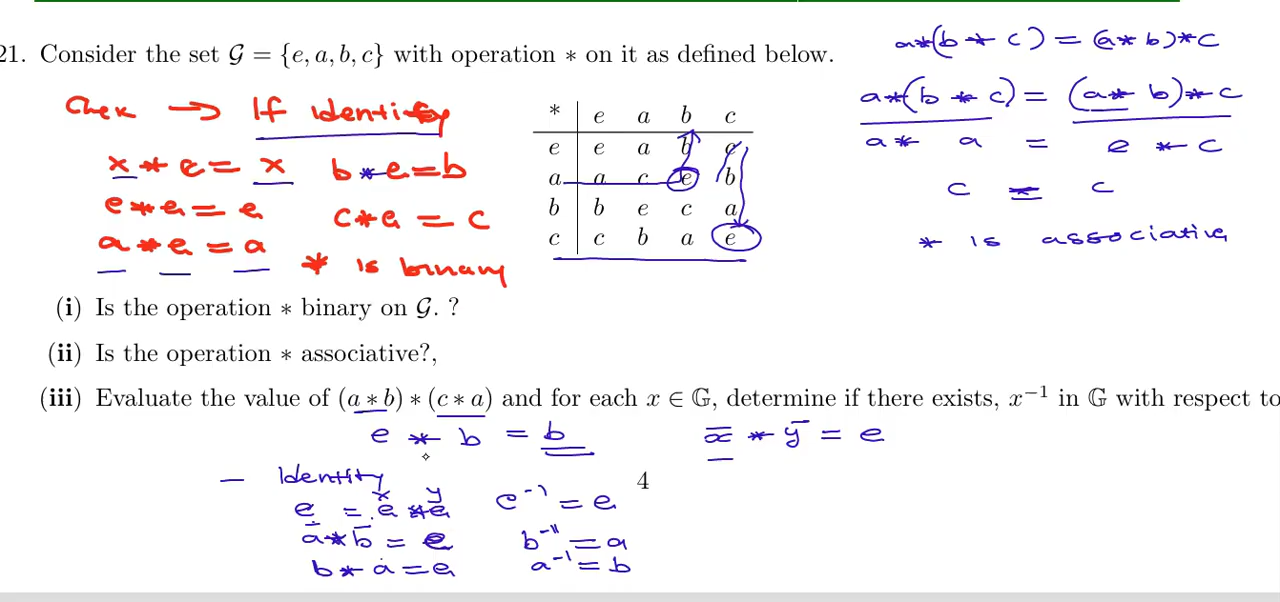 21. Consider the set G = {e, a, b, c} with operation * on it as defined below.
a*(b * c) = (a * b)*c
Check → If identity
x * e = x b*e=b
e*e = e c*e = c
a*e = a * is binary
* e a b c
e e a b c
a a c e b
b b e c a
c c b a e
a*(b * c) = (a* b)* c
a* a = e * c
c = c
* is associative
(i) Is the operation * binary on G. ?
(ii) Is the operation * associative?,
(iii) Evaluate the value of (a * b) * (c * a) and for each x ∈ 𝔾, determine if there exists, x⁻¹ in 𝔾 with respect to
e * b = b x * y = e
— Identity
x y
e = e *e e⁻¹ = e
a*b = e b⁻¹ = a
b* a = e a⁻¹ = b
4